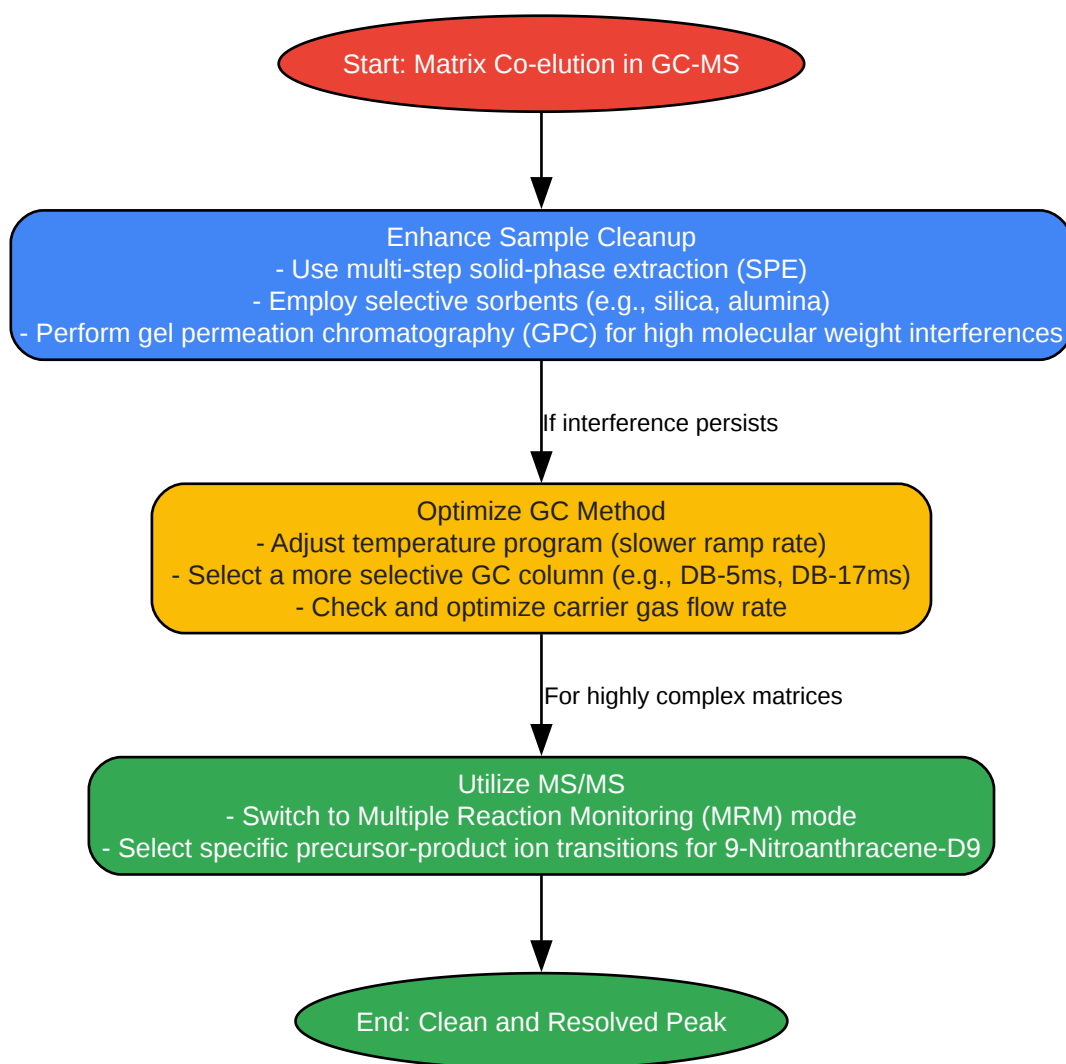 Start: Matrix Co-elution in GC-MS
Enhance Sample Cleanup
- Use multi-step solid-phase extraction (SPE)
- Employ selective sorbents (e.g., silica, alumina)
- Perform gel permeation chromatography (GPC) for high molecular weight interferences
If interference persists
Optimize GC Method
- Adjust temperature program (slower ramp rate)
- Select a more selective GC column (e.g., DB-5ms, DB-17ms)
- Check and optimize carrier gas flow rate
For highly complex matrices
Utilize MS/MS
- Switch to Multiple Reaction Monitoring (MRM) mode
- Select specific precursor-product ion transitions for 9-Nitroanthracene-D9
End: Clean and Resolved Peak